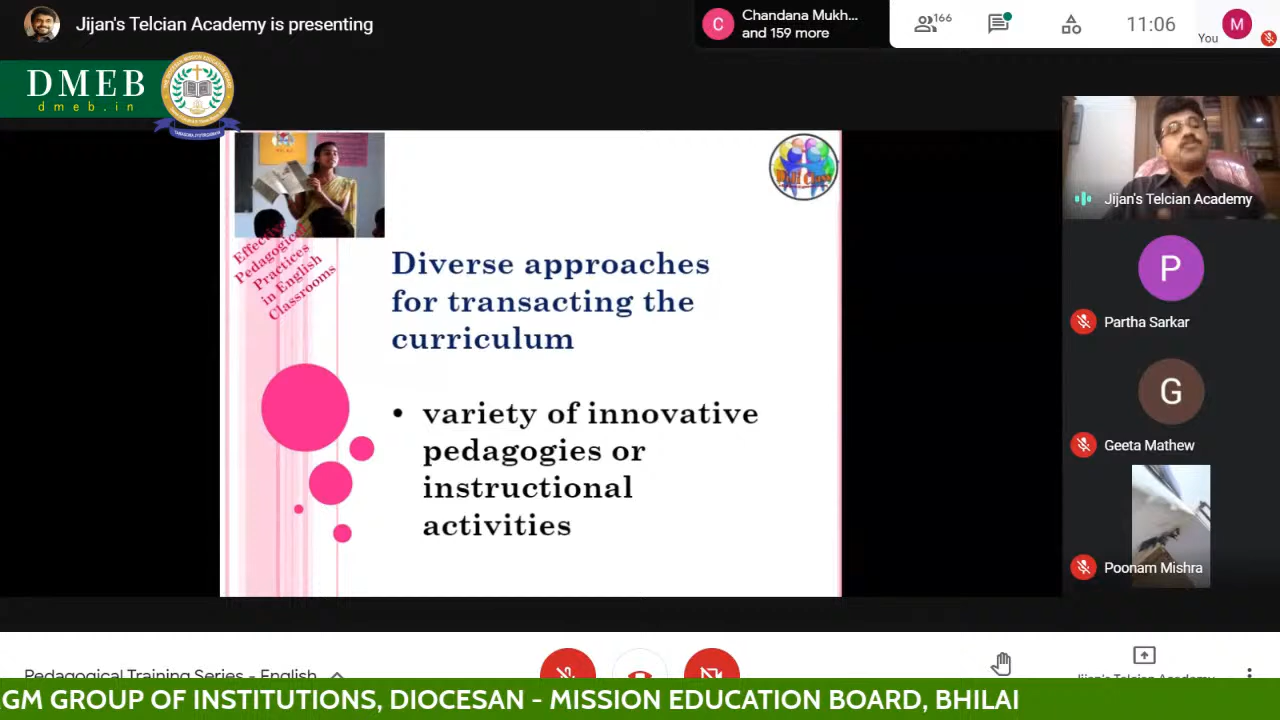 Jijan's Telcian Academy is presenting
Chandana Mukh...
and 159 more
166
11:06
You
M
C
DMEB
dmeb.in
Effective
Pedagogical
Practices
in English
Classrooms
Diverse approaches
for transacting the
curriculum
• variety of innovative
pedagogies or
instructional
activities
Jijan's Telcian Academy
P
Partha Sarkar
G
Geeta Mathew
Poonam Mishra
Pedagogical Training Series - English
Jijan's Telcian Academy
GM GROUP OF INSTITUTIONS, DIOCESAN - MISSION EDUCATION BOARD, BHILAI